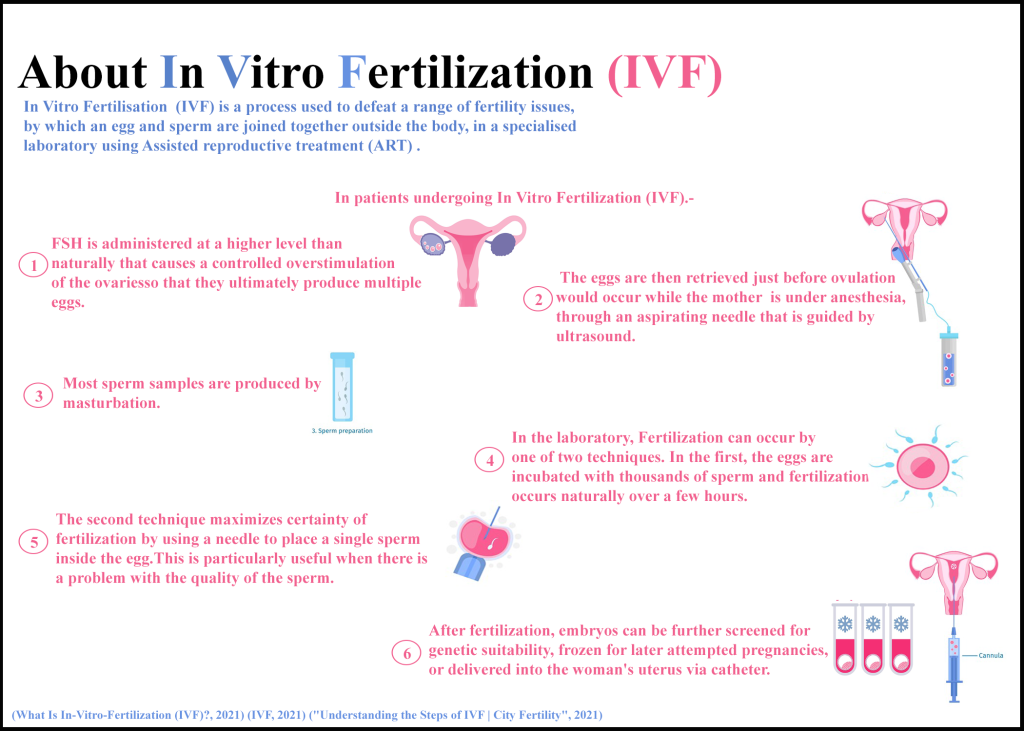 About In Vitro Fertilization (IVF)
In Vitro Fertilisation (IVF) is a process used to defeat a range of fertility issues,
by which an egg and sperm are joined together outside the body, in a specialised
laboratory using Assisted reproductive treatment (ART) .
In patients undergoing In Vitro Fertilization (IVF).-
1
FSH is administered at a higher level than
naturally that causes a controlled overstimulation
of the ovariesso that they ultimately produce multiple
eggs.
2
The eggs are then retrieved just before ovulation
would occur while the mother is under anesthesia,
through an aspirating needle that is guided by
ultrasound.
3
Most sperm samples are produced by
masturbation.
3. Sperm preparation
4
In the laboratory, Fertilization can occur by
one of two techniques. In the first, the eggs are
incubated with thousands of sperm and fertilization
occurs naturally over a few hours.
5
The second technique maximizes certainty of
fertilization by using a needle to place a single sperm
inside the egg.This is particularly useful when there is
a problem with the quality of the sperm.
6
After fertilization, embryos can be further screened for
genetic suitability, frozen for later attempted pregnancies,
or delivered into the woman's uterus via catheter.
Cannula
(What Is In-Vitro-Fertilization (IVF)?, 2021) (IVF, 2021) ("Understanding the Steps of IVF | City Fertility", 2021)